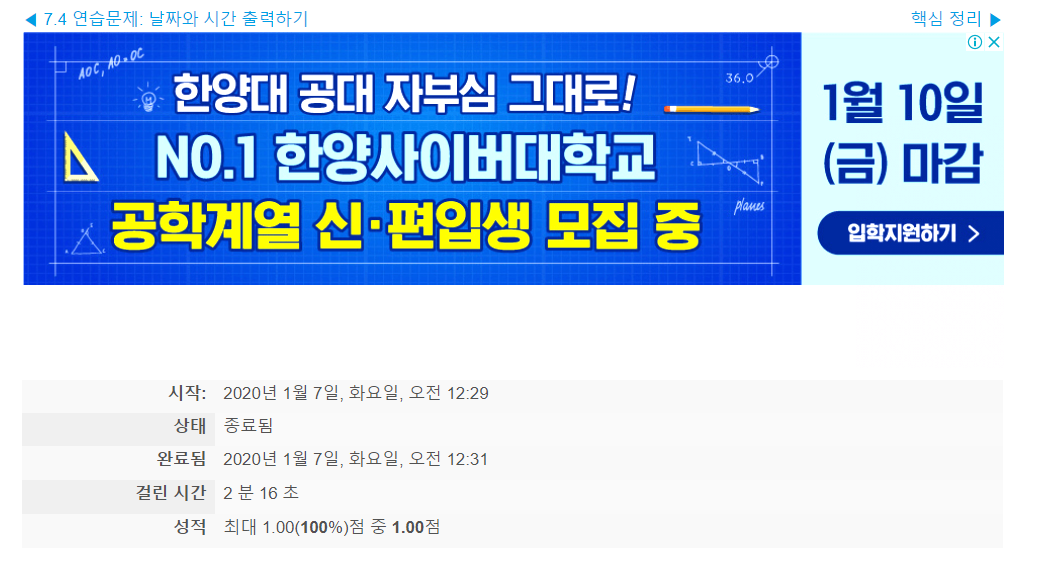 ◀ 7.4 연습문제: 날짜와 시간 출력하기
핵심 정리 ▶
AOC, AO=OC
한양대 공대 자부심 그대로!
36.0
NO.1 한양사이버대학교
공학계열 신·편입생 모집 중
planes
1월 10일
(금) 마감
입학지원하기 >
시작: 2020년 1월 7일, 화요일, 오전 12:29
상태 종료됨
완료됨 2020년 1월 7일, 화요일, 오전 12:31
걸린 시간 2 분 16 초
성적 최대 1.00(100%)점 중 1.00점